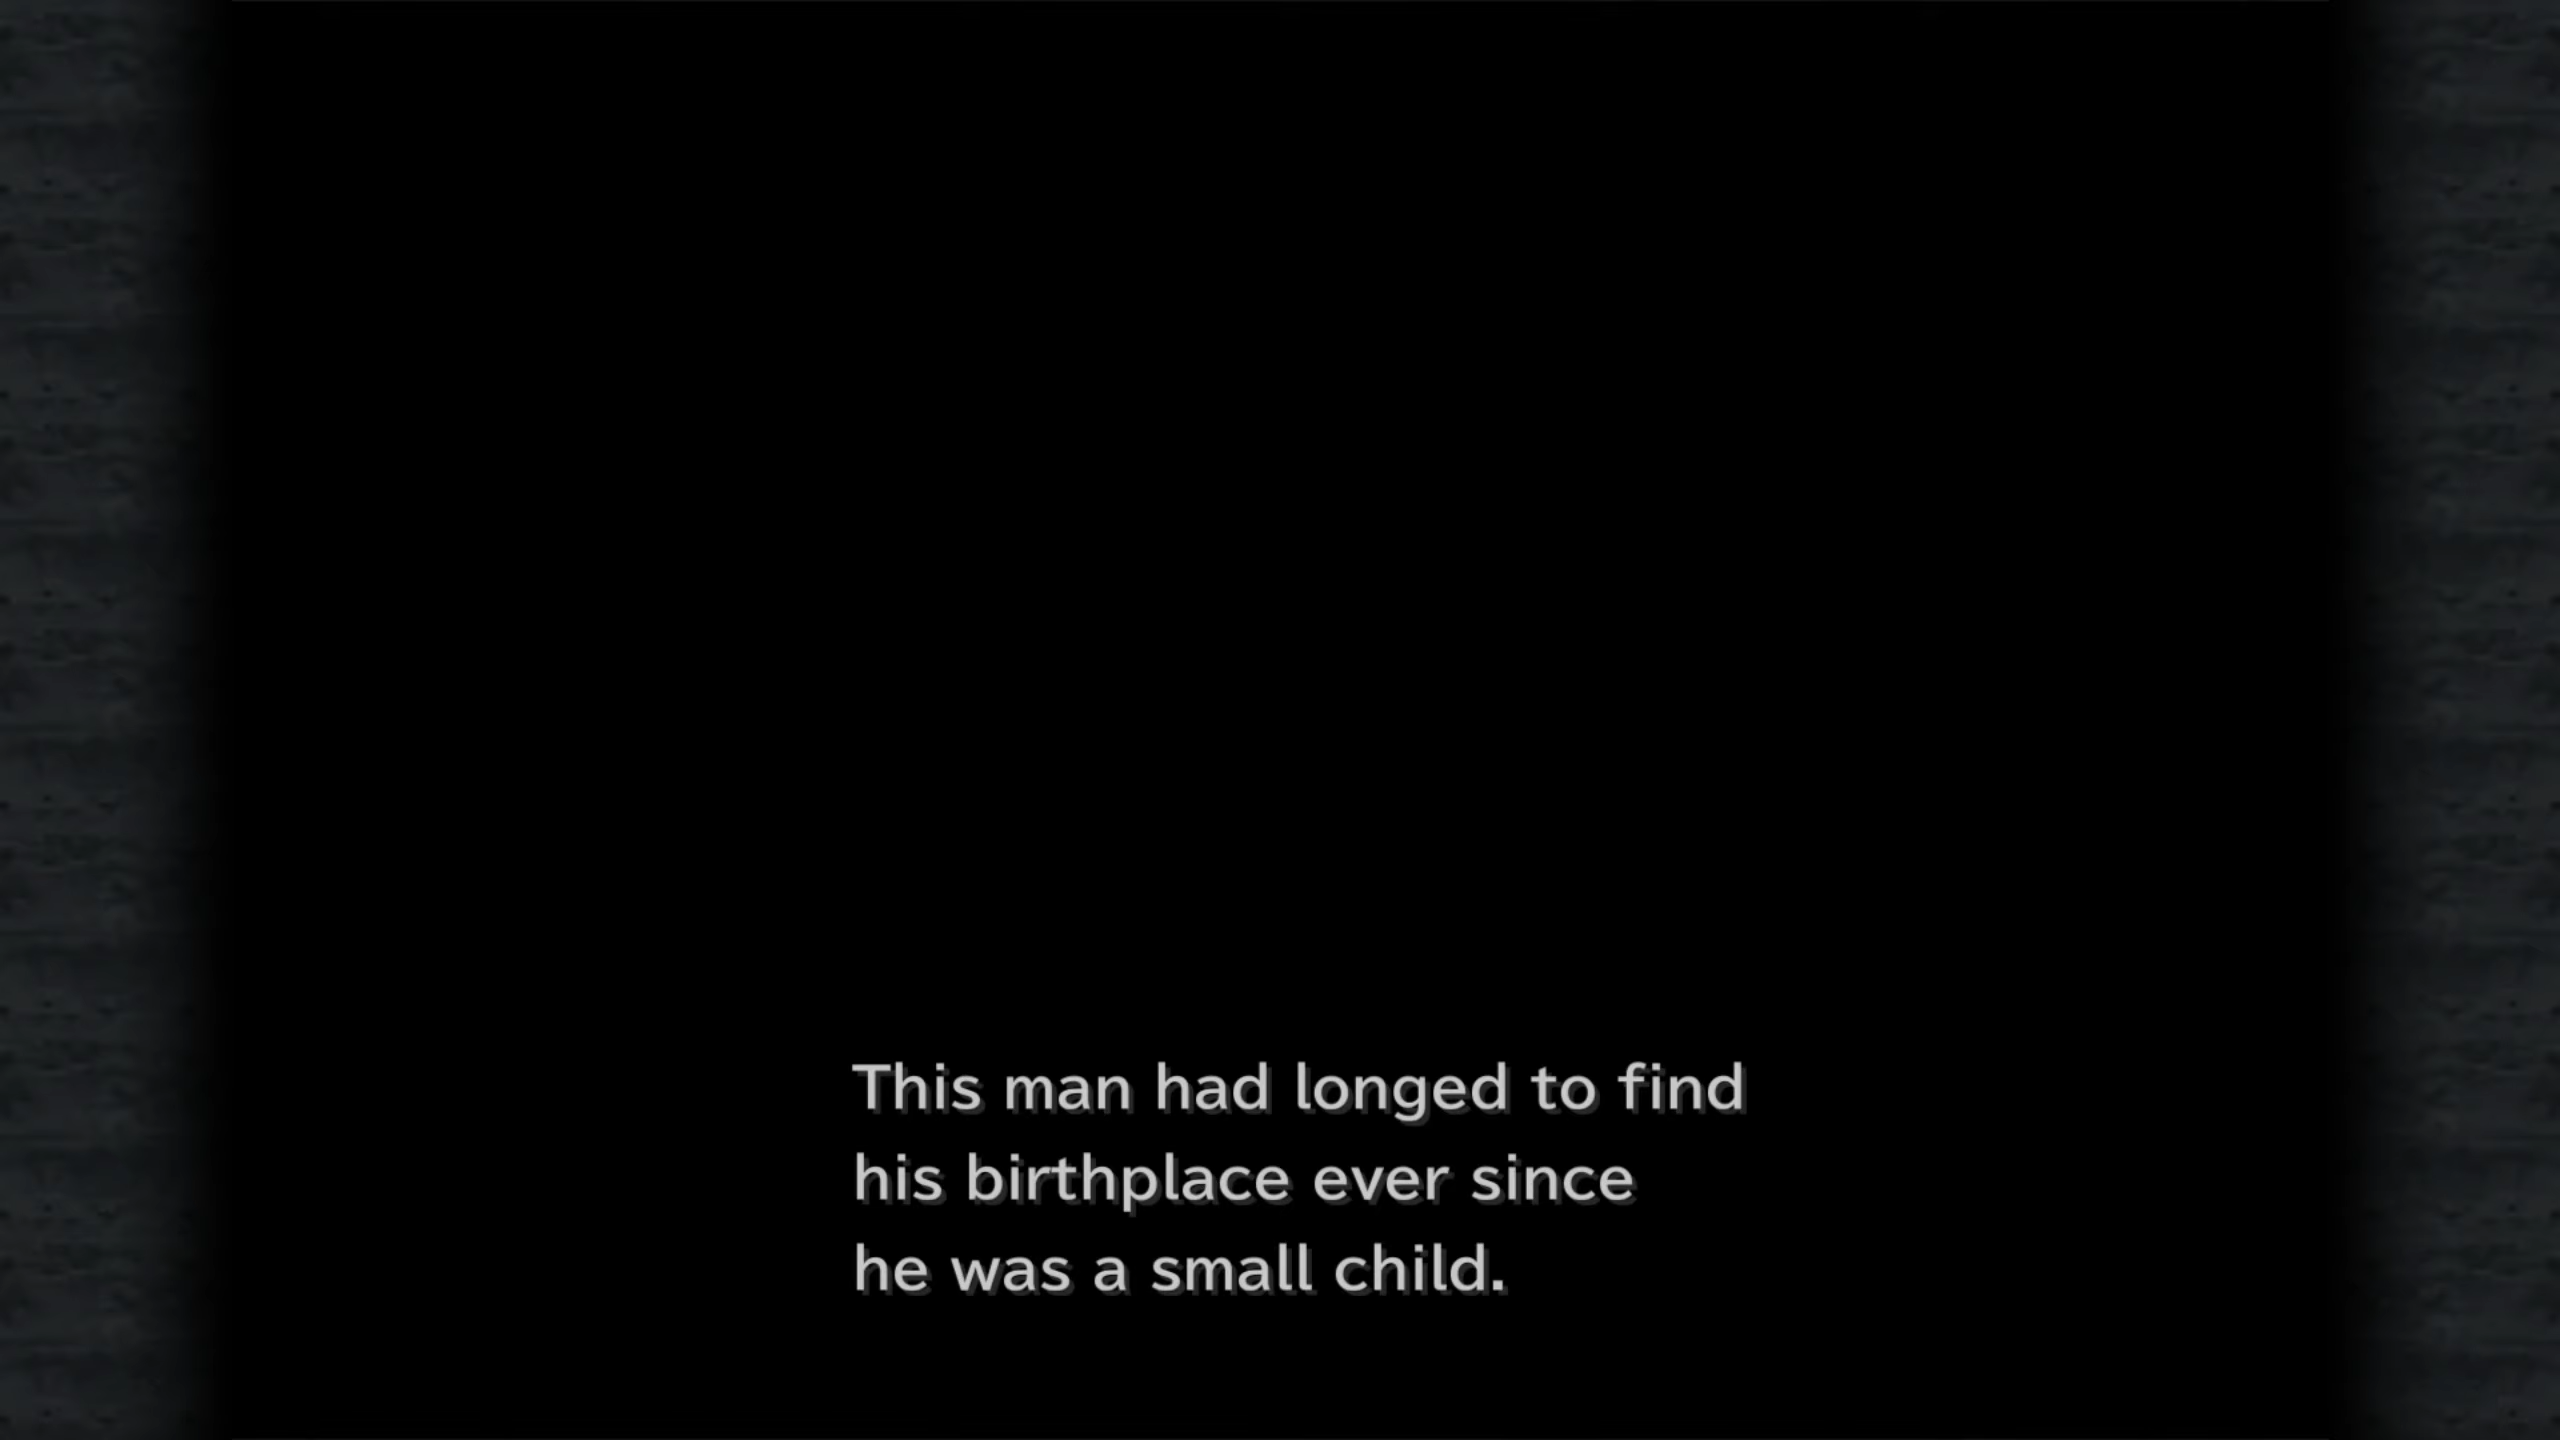 This man had longed to find
his birthplace ever since
he was a small child.